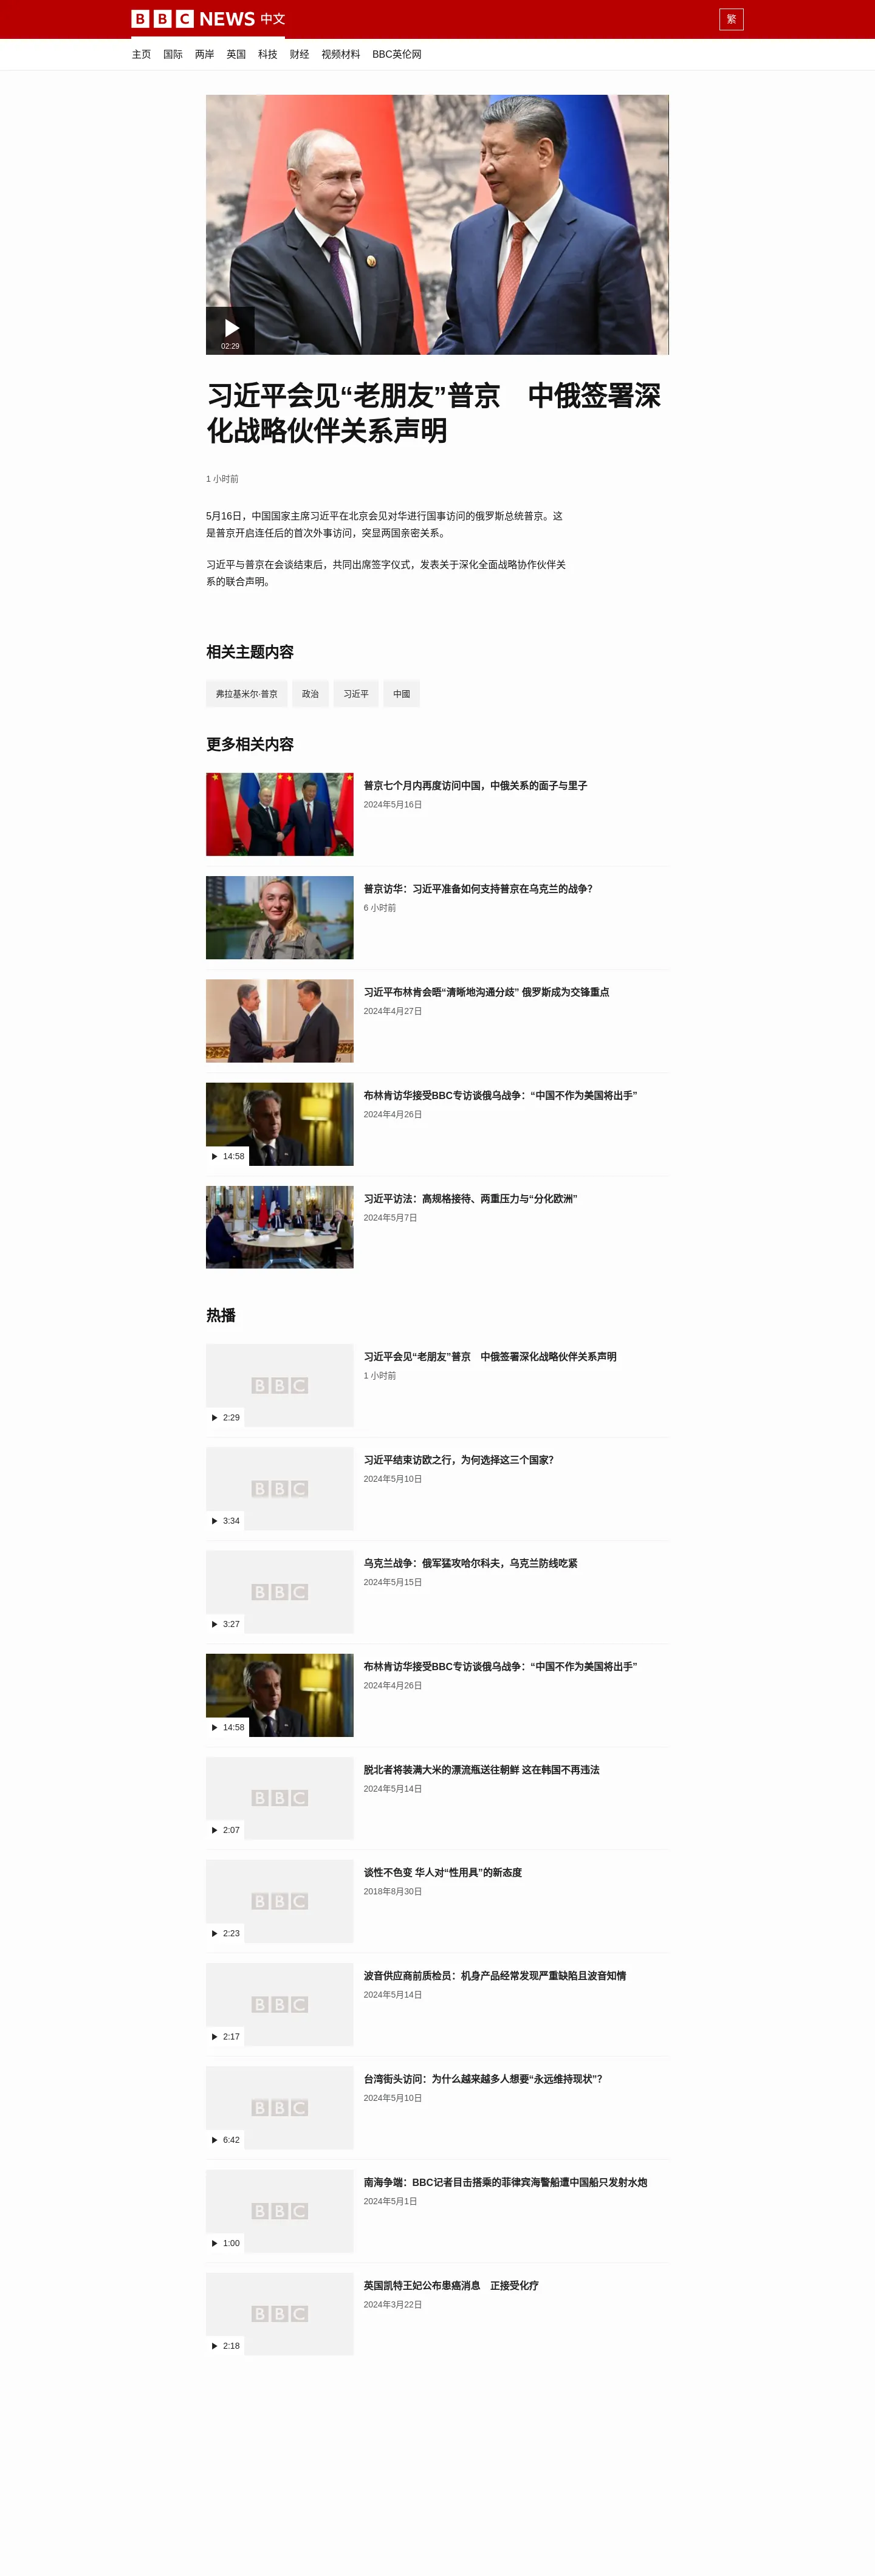 BBC NEWS 中文
繁
主页 国际 两岸 英国 科技 财经 视频材料 BBC英伦网
02:29
习近平会见“老朋友”普京　中俄签署深
化战略伙伴关系声明
1 小时前
5月16日，中国国家主席习近平在北京会见对华进行国事访问的俄罗斯总统普京。这
是普京开启连任后的首次外事访问，突显两国亲密关系。
习近平与普京在会谈结束后，共同出席签字仪式，发表关于深化全面战略协作伙伴关
系的联合声明。
相关主题内容
弗拉基米尔·普京 政治 习近平 中國
更多相关内容
普京七个月内再度访问中国，中俄关系的面子与里子
2024年5月16日
普京访华：习近平准备如何支持普京在乌克兰的战争？
6 小时前
习近平布林肯会晤“清晰地沟通分歧” 俄罗斯成为交锋重点
2024年4月27日
布林肯访华接受BBC专访谈俄乌战争：“中国不作为美国将出手”
2024年4月26日
14:58
习近平访法：高规格接待、两重压力与“分化欧洲”
2024年5月7日
热播
习近平会见“老朋友”普京　中俄签署深化战略伙伴关系声明
1 小时前
BBC
2:29
习近平结束访欧之行，为何选择这三个国家？
2024年5月10日
BBC
3:34
乌克兰战争：俄军猛攻哈尔科夫，乌克兰防线吃紧
2024年5月15日
BBC
3:27
布林肯访华接受BBC专访谈俄乌战争：“中国不作为美国将出手”
2024年4月26日
14:58
脱北者将装满大米的漂流瓶送往朝鲜 这在韩国不再违法
2024年5月14日
BBC
2:07
谈性不色变 华人对“性用具”的新态度
2018年8月30日
BBC
2:23
波音供应商前质检员：机身产品经常发现严重缺陷且波音知情
2024年5月14日
BBC
2:17
台湾街头访问：为什么越来越多人想要“永远维持现状”？
2024年5月10日
BBC
6:42
南海争端：BBC记者目击搭乘的菲律宾海警船遭中国船只发射水炮
2024年5月1日
BBC
1:00
英国凯特王妃公布患癌消息　正接受化疗
2024年3月22日
BBC
2:18